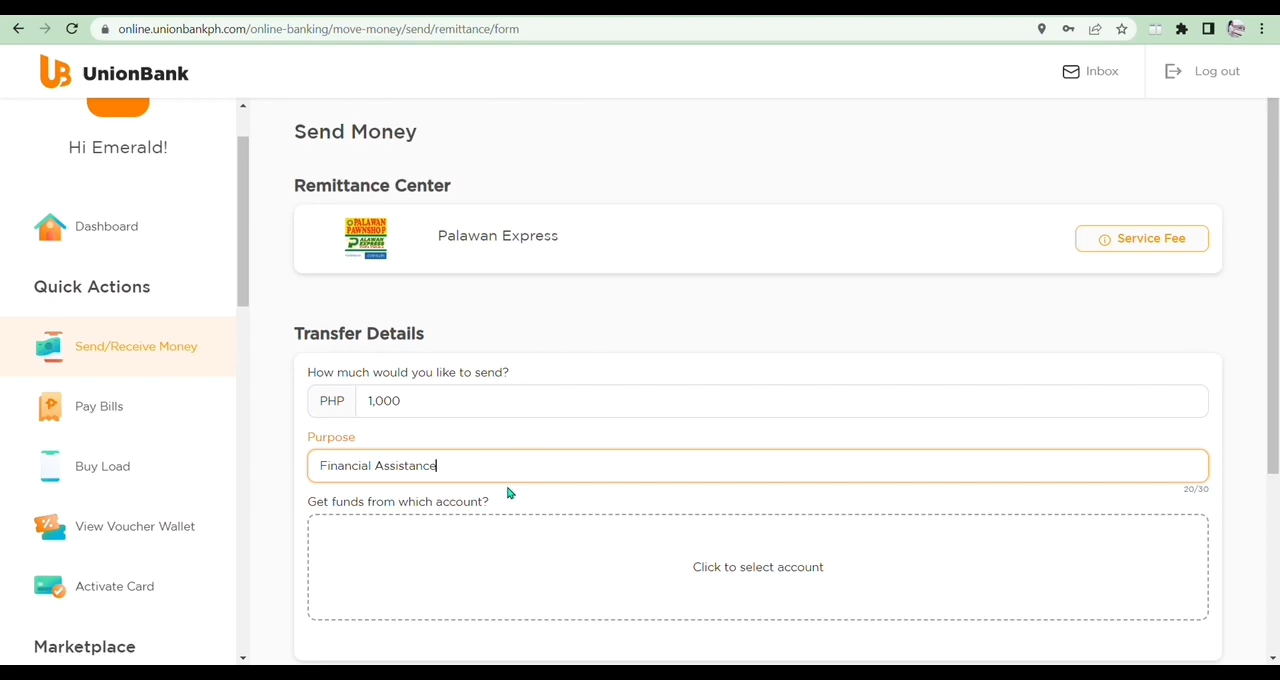 online.unionbankph.com/online-banking/move-money/send/remittance/form
UB UnionBank
Inbox
Log out
Hi Emerald!
Dashboard
Quick Actions
Send/Receive Money
Pay Bills
Buy Load
View Voucher Wallet
Activate Card
Marketplace
Send Money
Remittance Center
PALAWAN
PAWNSHOP
Palawan Express
Service Fee
Transfer Details
How much would you like to send?
PHP 1,000
Purpose
Financial Assistance
20/30
Get funds from which account?
Click to select account